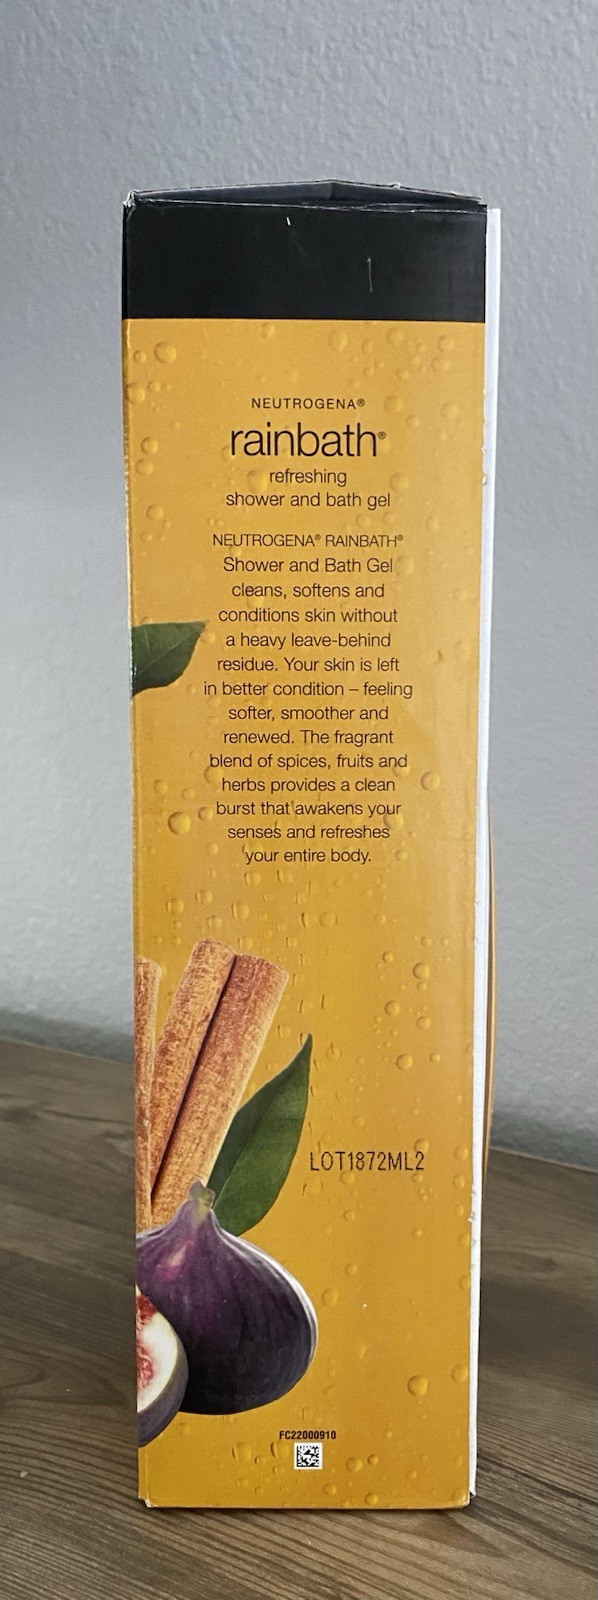 NEUTROGENA®
rainbath®
refreshing
shower and bath gel
NEUTROGENA® RAINBATH®
Shower and Bath Gel
cleans, softens and
conditions skin without
a heavy leave-behind
residue. Your skin is left
in better condition – feeling
softer, smoother and
renewed. The fragrant
blend of spices, fruits and
herbs provides a clean
burst that awakens your
senses and refreshes
your entire body.
LOT1872ML2
FC22000910